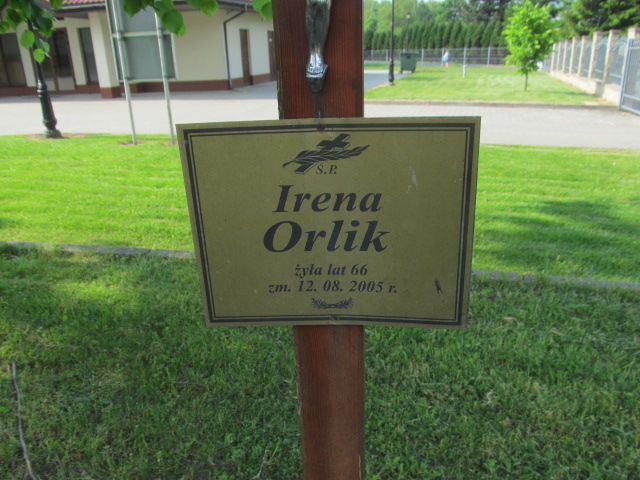 Ś.P.
Irena
Orlik
żyła lat 66
zm. 12. 08. 2005 r.